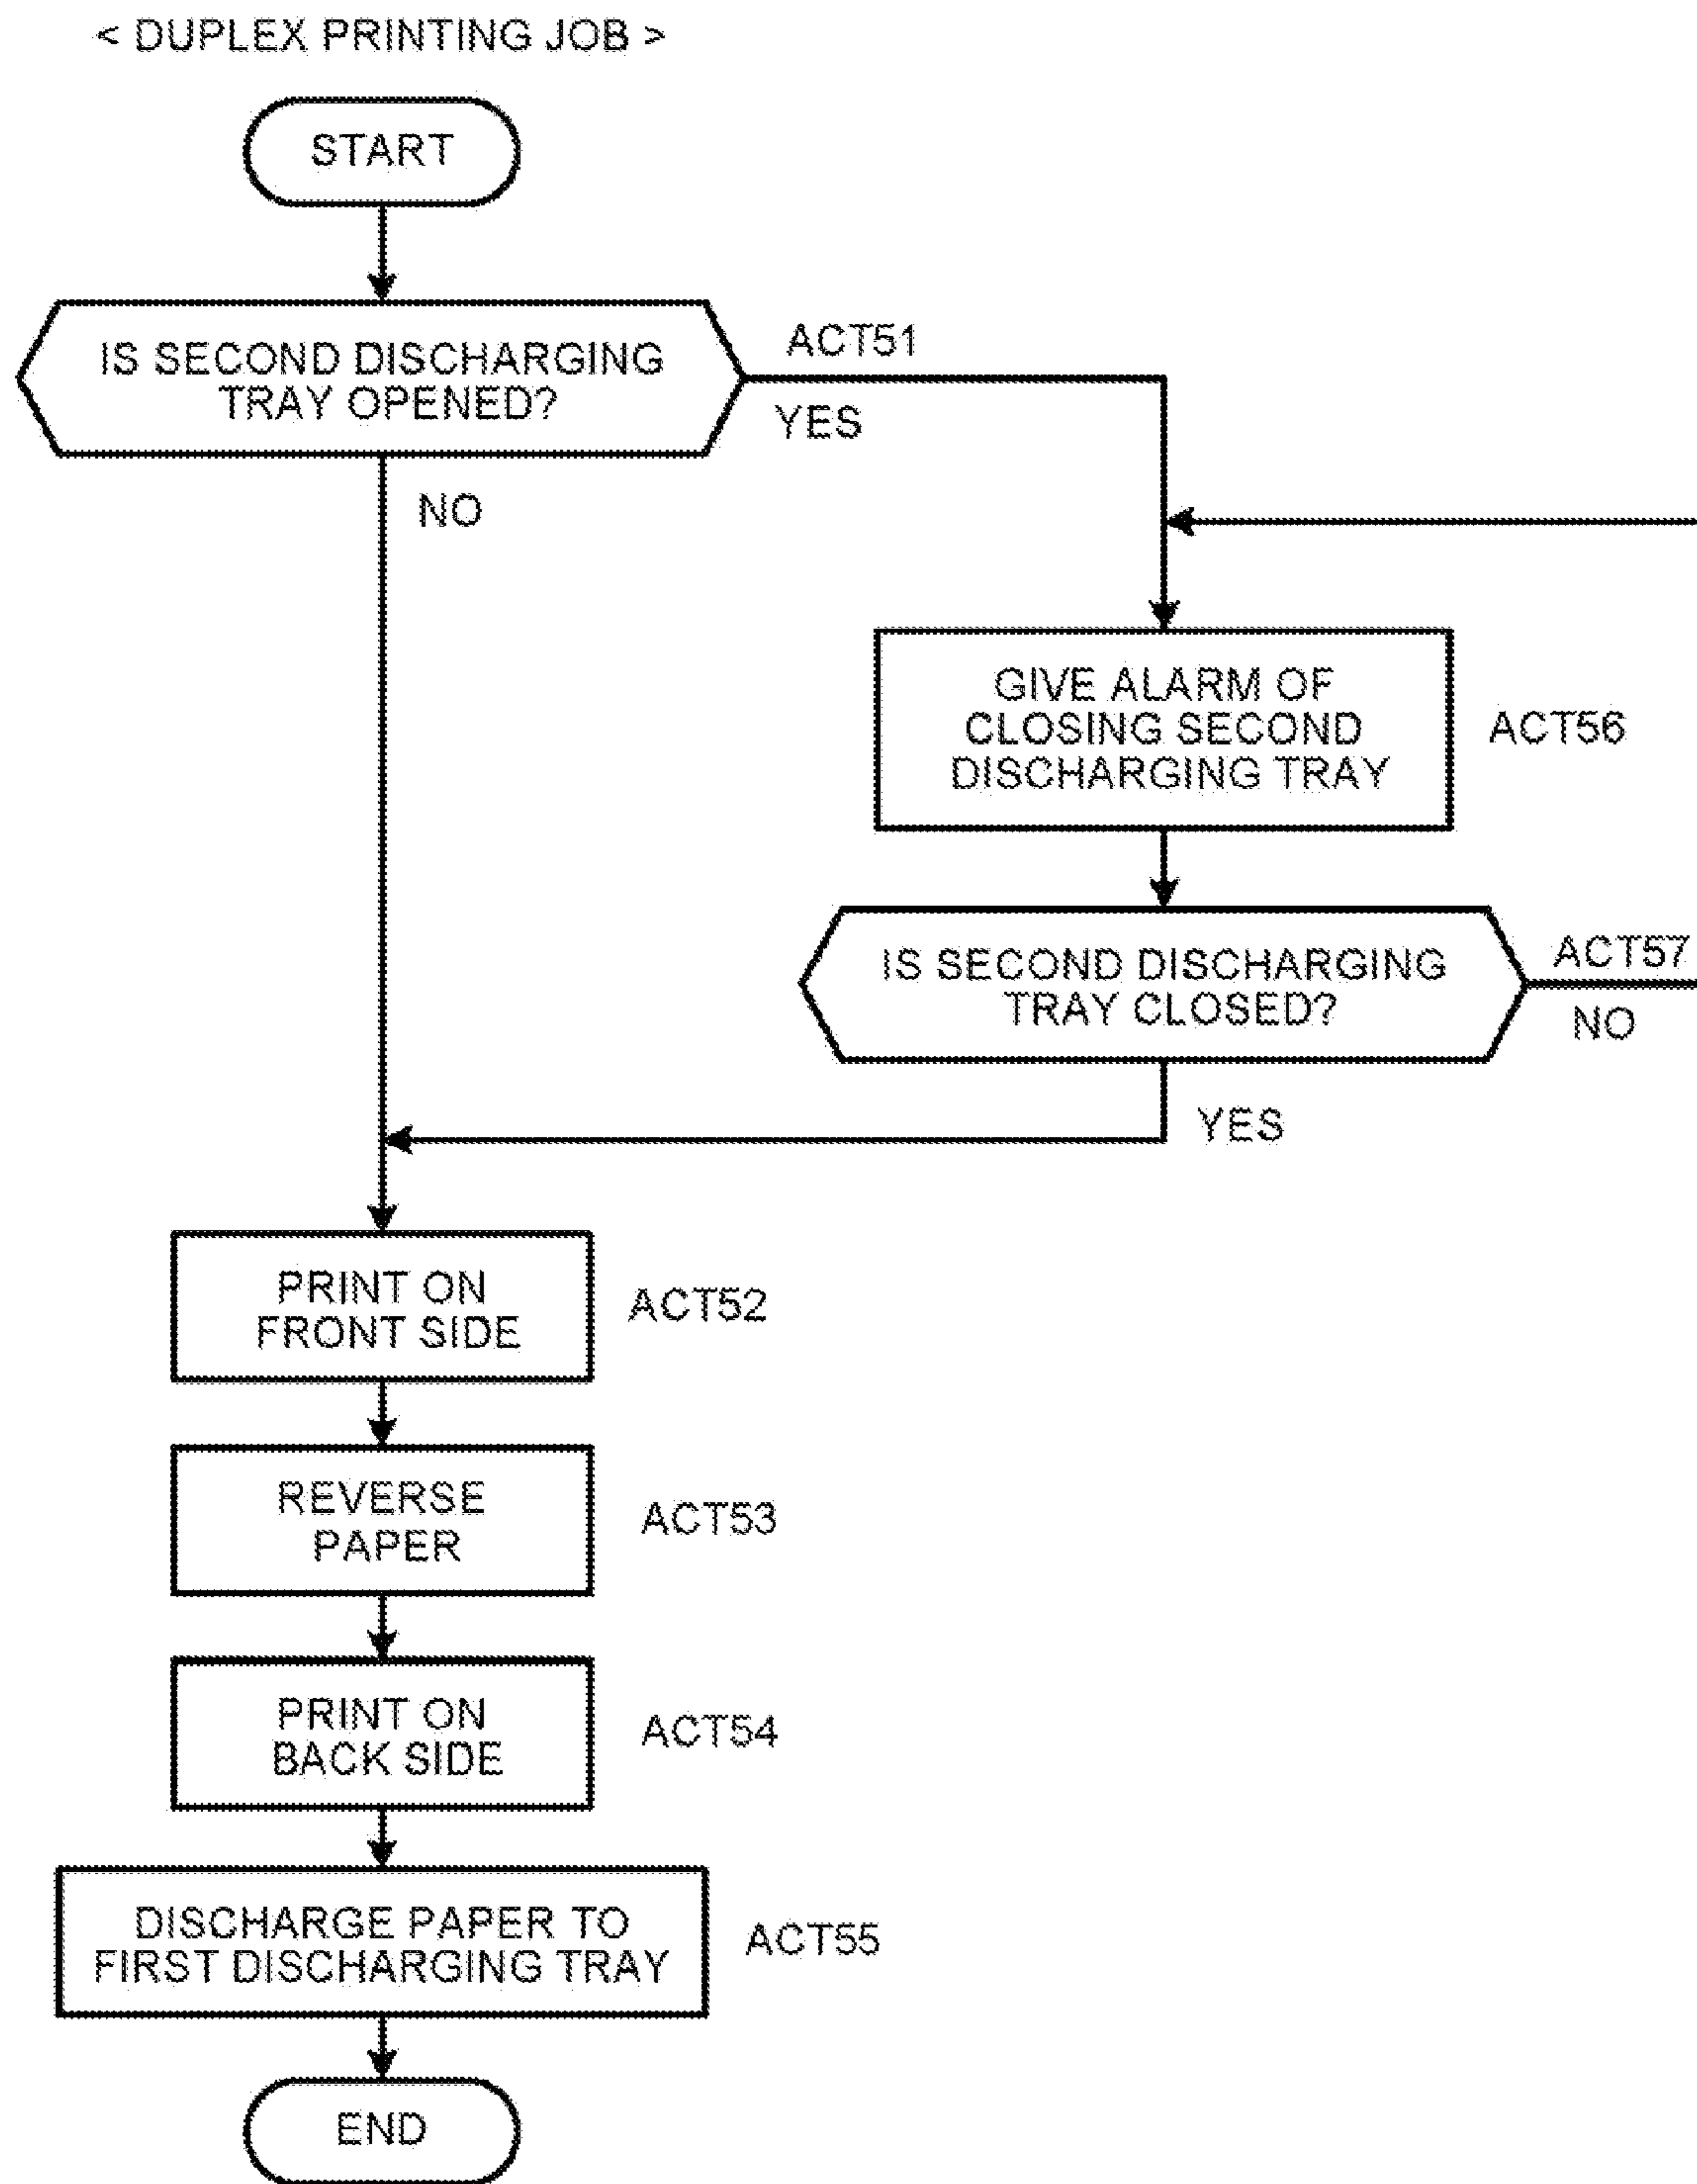 < DUPLEX PRINTING JOB >
START
IS SECOND DISCHARGING
TRAY OPENED?
ACT51
YES
NO
GIVE ALARM OF
CLOSING SECOND
DISCHARGING TRAY
ACT56
IS SECOND DISCHARGING
TRAY CLOSED?
ACT57
NO
YES
PRINT ON
FRONT SIDE
ACT52
REVERSE
PAPER
ACT53
PRINT ON
BACK SIDE
ACT54
DISCHARGE PAPER TO
FIRST DISCHARGING TRAY
ACT55
END